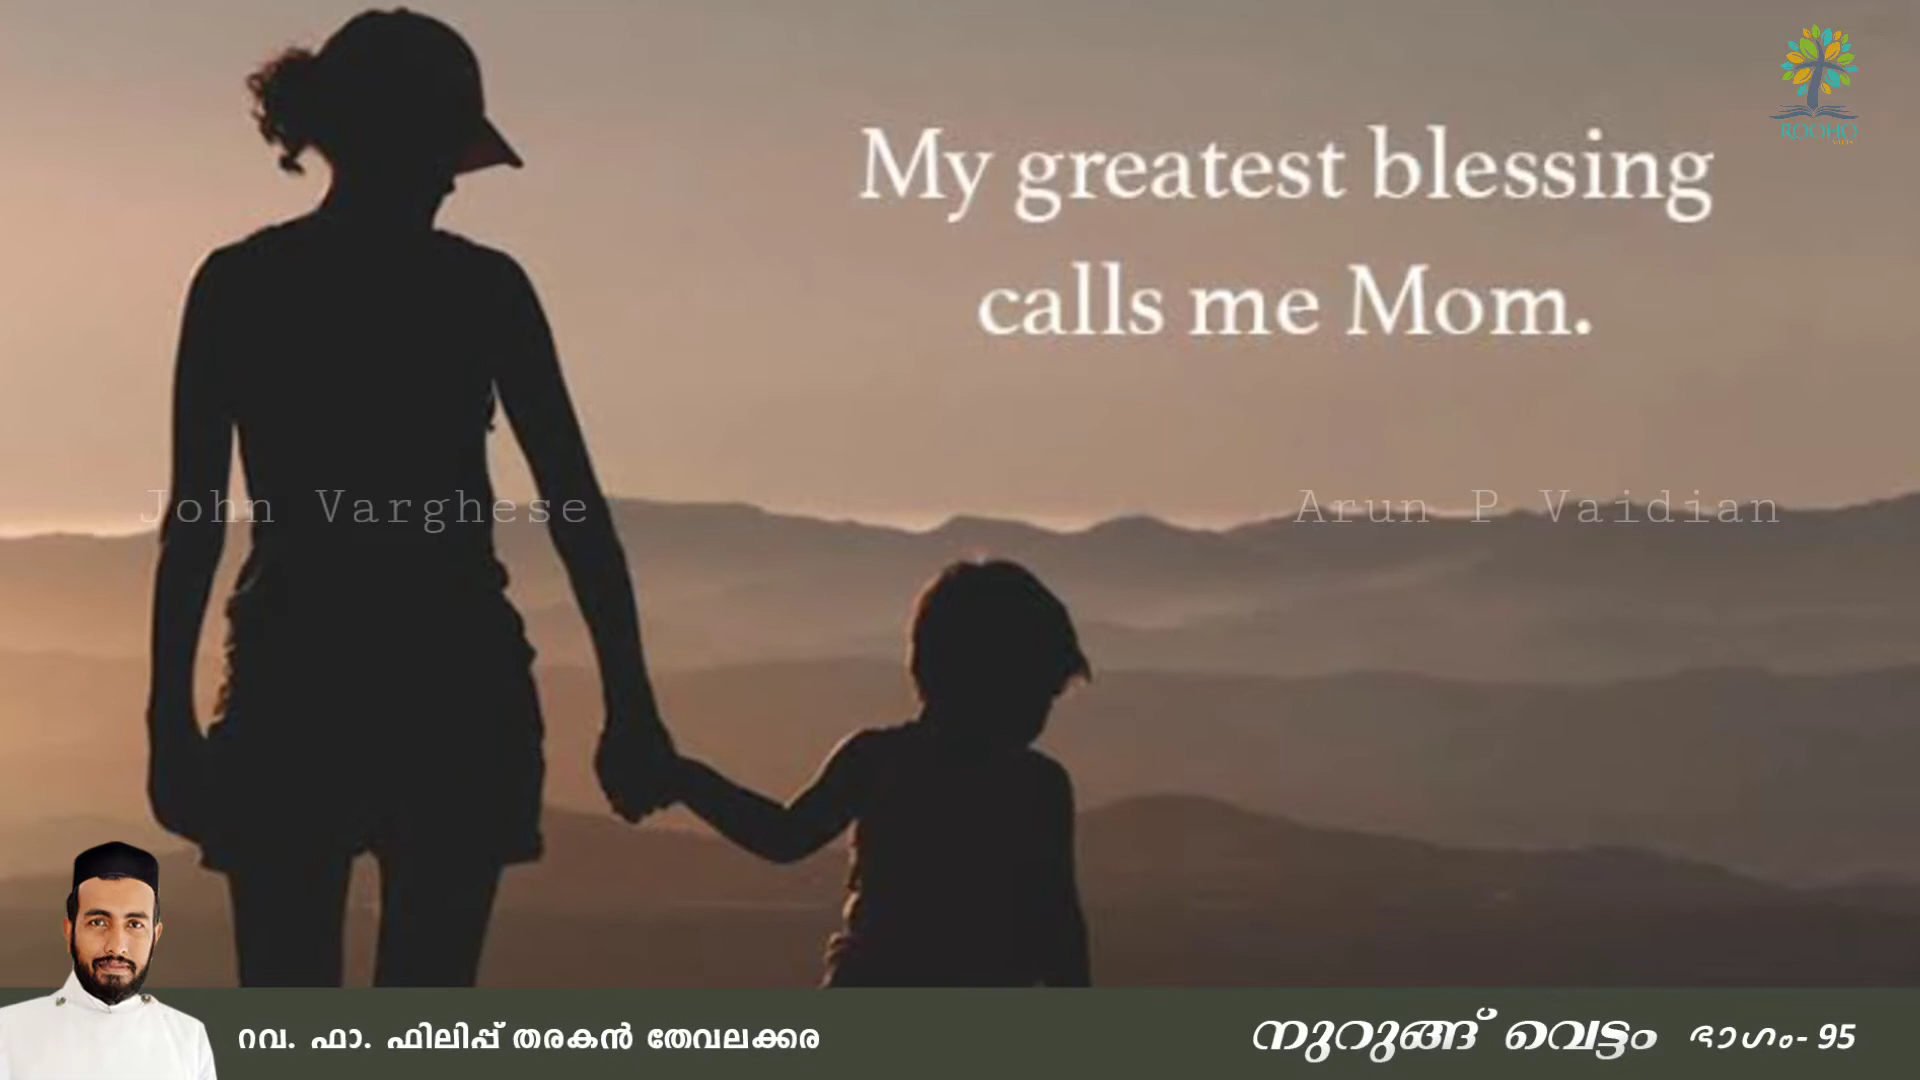 ROOHO
My greatest blessing
calls me Mom.
John Varghese
Arun P Vaidian
റവ. ഫാ. ഫിലിപ്പ് തരകൻ തേവലക്കര
നുറുങ്ങ് വെട്ടം ഭാഗം- 95